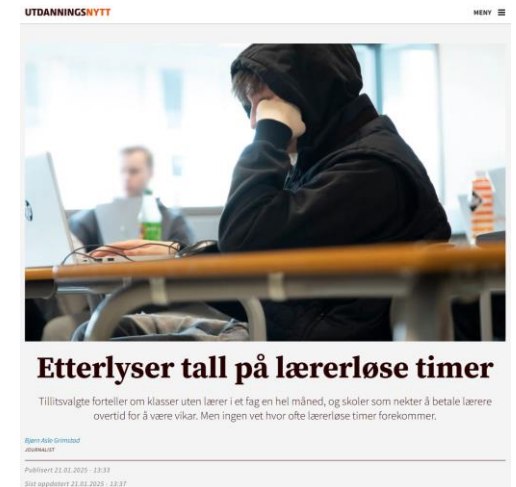 UTDANNINGSNYTT
MENY
Etterlyser tall på lærerløse timer
Tillitsvalgte forteller om klasser uten lærer i et fag en hel måned, og skoler som nekter å betale lærere
overtid for å være vikar. Men ingen vet hvor ofte lærerløse timer forekommer.
Bjørn Aslo Grimstad
JOURNALIST
Publisert 21.01.2025 - 13:33
Sist oppdatert 21.01.2025 - 13:37